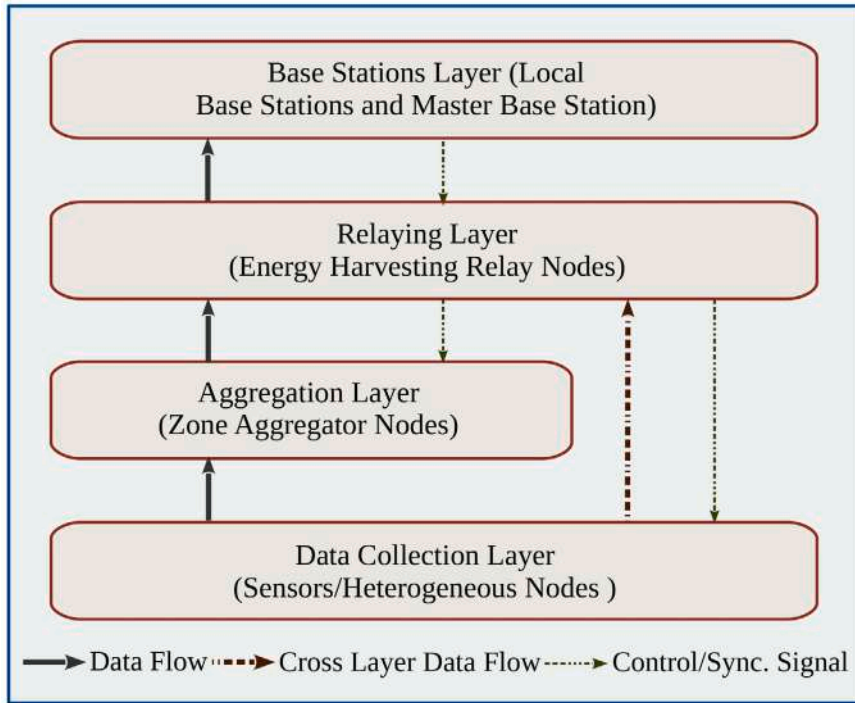 Base Stations Layer (Local
Base Stations and Master Base Station)
Relaying Layer
(Energy Harvesting Relay Nodes)
Aggregation Layer
(Zone Aggregator Nodes)
Data Collection Layer
(Sensors/Heterogeneous Nodes )
Data Flow Cross Layer Data Flow Control/Sync. Signal